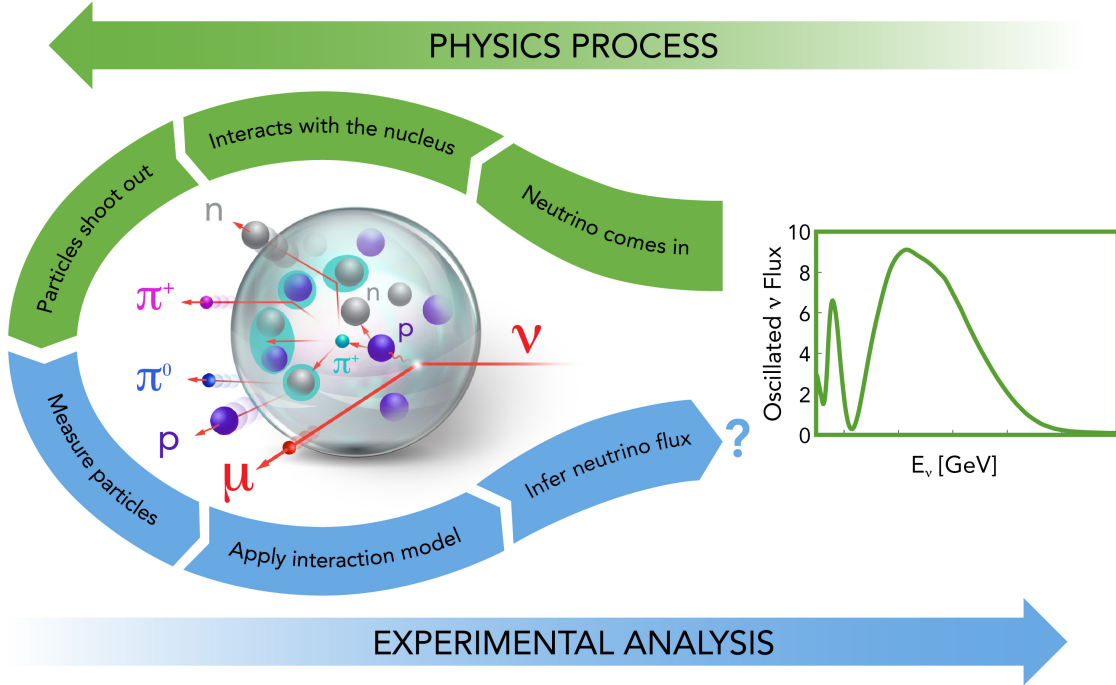 PHYSICS PROCESS
Neutrino comes in
Interacts with the nucleus
Particles shoot out
n
π⁺
π⁰
p
μ
n
p
π⁺
ν
Measure particles
Apply interaction model
Infer neutrino flux
?
Oscillated ν Flux
10
8
6
4
2
0
Eᵥ [GeV]
EXPERIMENTAL ANALYSIS